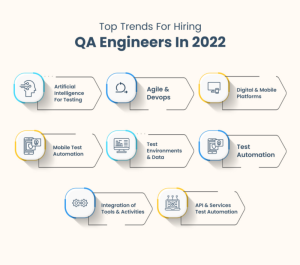 Top Trends For Hiring
QA Engineers In 2022
Artificial
Intelligence
For Testing
Agile &
Devops
Digital & Mobile
Platforms
Mobile Test
Automation
Test
Environments
& Data
Test
Automation
Integration of
Tools & Activities
API & Services
Test Automation